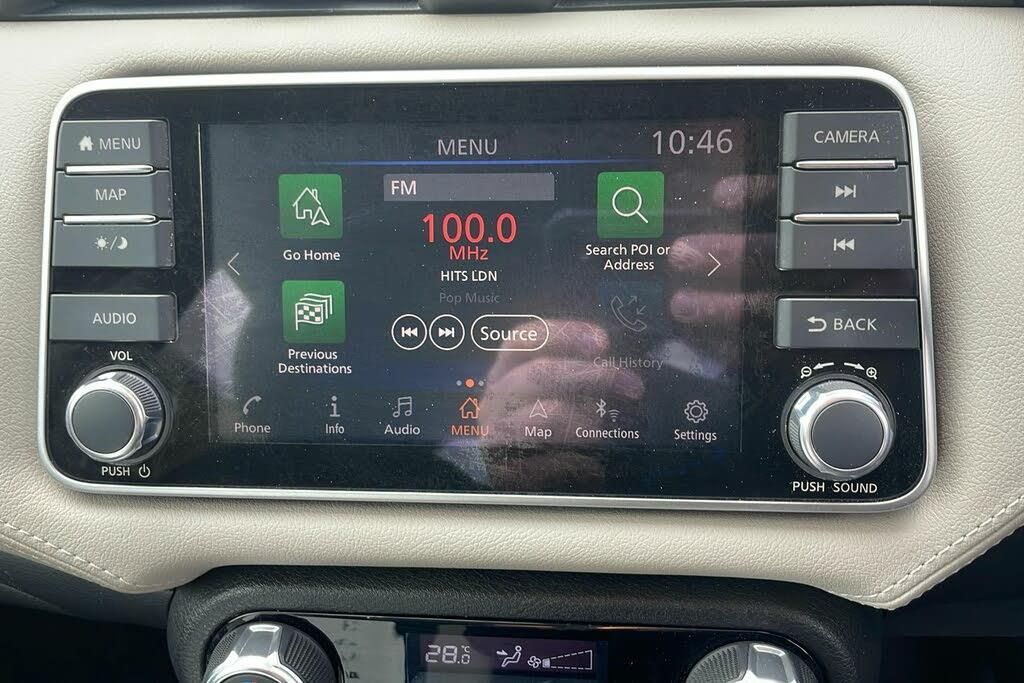 MENU
MAP
AUDIO
VOL
PUSH
MENU
10:46
FM
100.0
MHz
HITS LDN
Pop Music
Source
Go Home
Previous
Destinations
Search POI or
Address
Call History
Phone
Info
Audio
MENU
Map
Connections
Settings
CAMERA
BACK
PUSH SOUND
28.0 °C